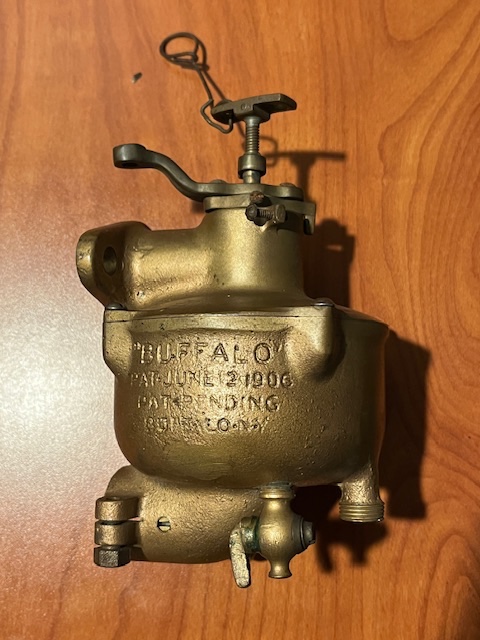 "BUFFALO"
PAT. JUNE 12 1906
PAT. PENDING
BUFFALO. N.Y.